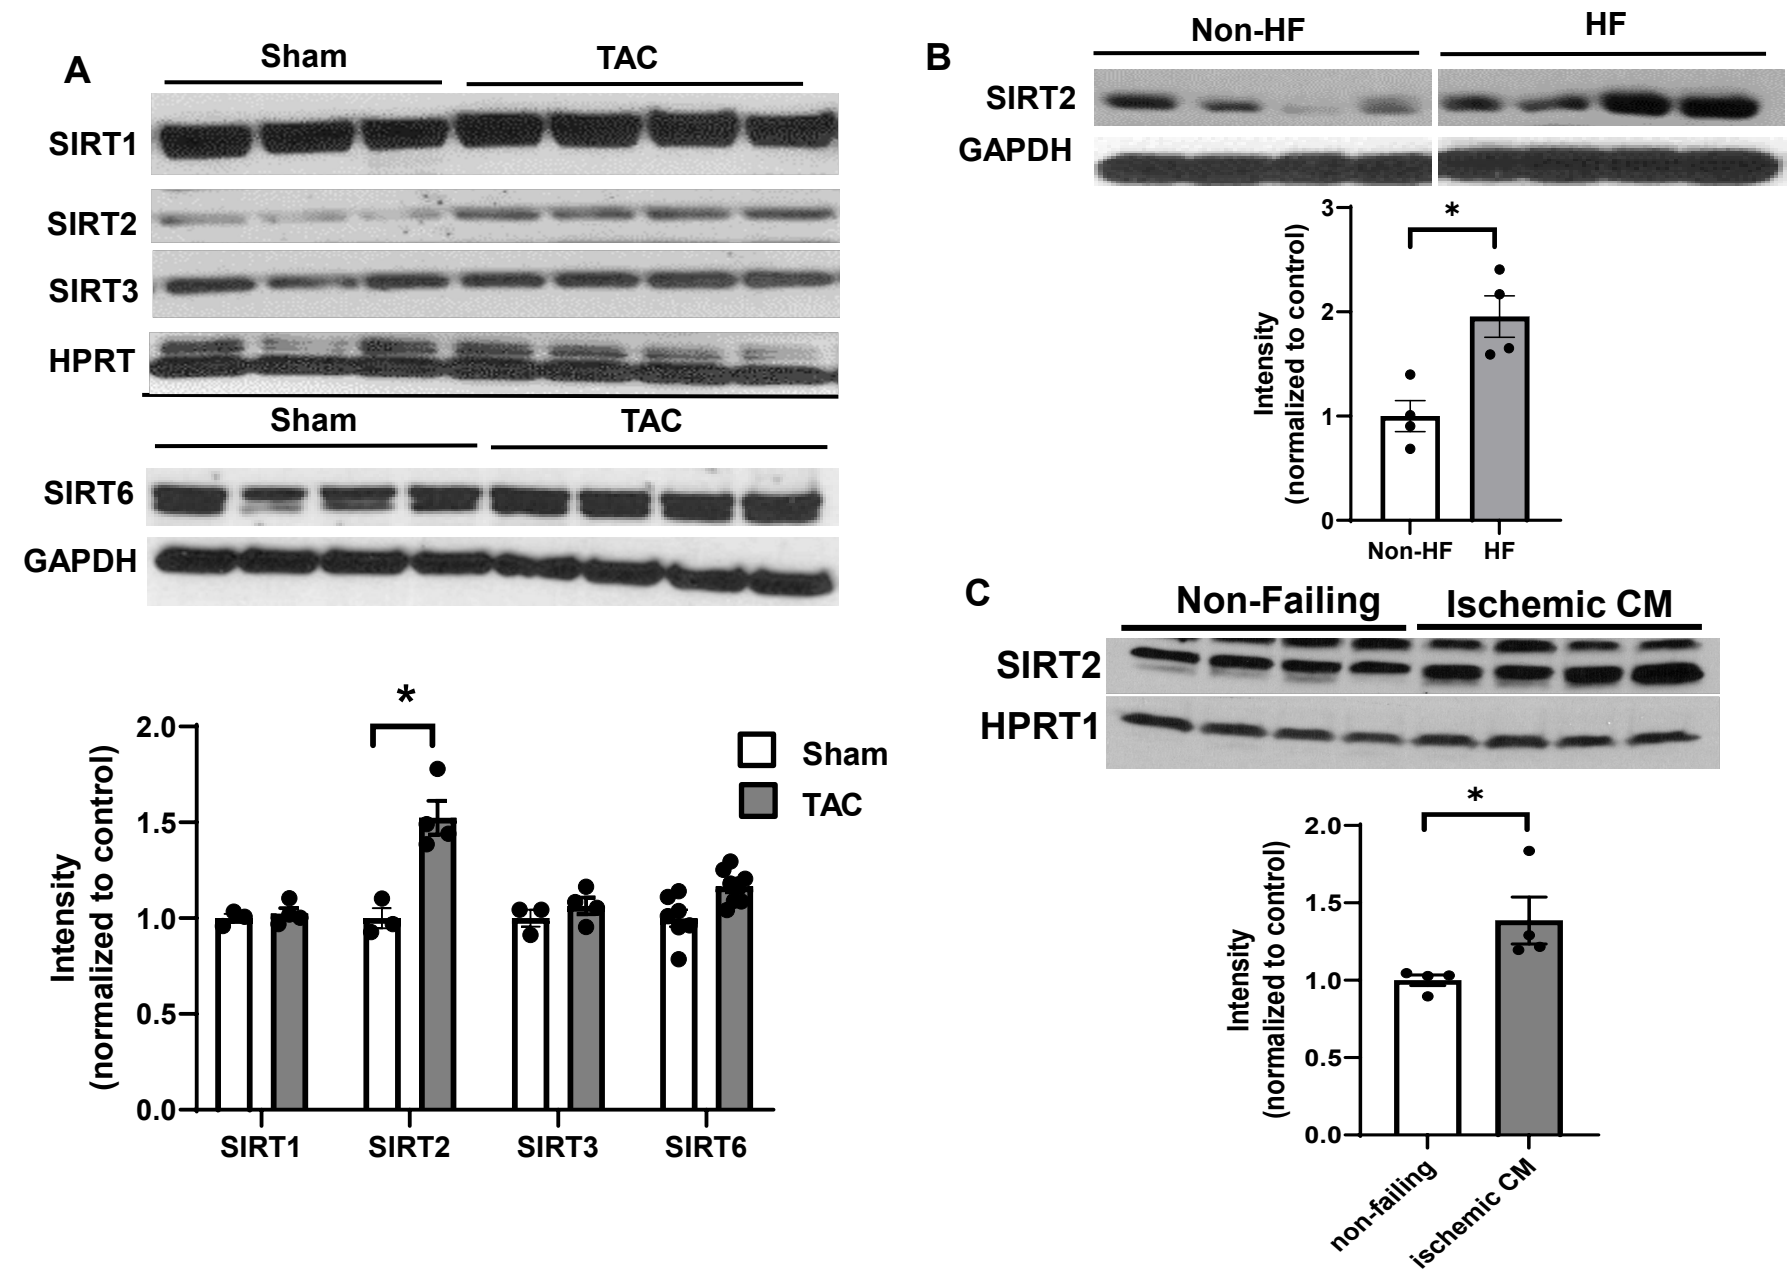 A
Sham
TAC
SIRT1
SIRT2
SIRT3
HPRT
Sham
TAC
SIRT6
GAPDH
*
2.0
1.5
1.0
0.5
0.0
Intensity
(normalized to control)
Sham
TAC
SIRT1
SIRT2
SIRT3
SIRT6
B
Non-HF
HF
SIRT2
GAPDH
*
3
2
1
0
Intensity
(normalized to control)
Non-HF
HF
C
Non-Failing
Ischemic CM
SIRT2
HPRT1
*
2.0
1.5
1.0
0.5
0.0
Intensity
(normalized to control)
non-failing
ischemic CM